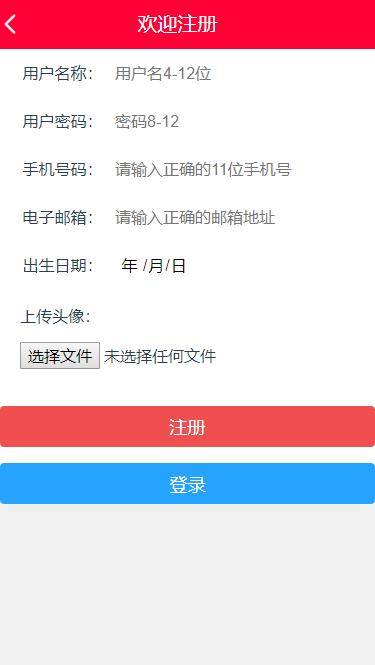 欢迎注册
用户名称： 用户名4-12位
用户密码： 密码8-12
手机号码： 请输入正确的11位手机号
电子邮箱： 请输入正确的邮箱地址
出生日期： 年 /月/日
上传头像：
选择文件 未选择任何文件
注册
登录